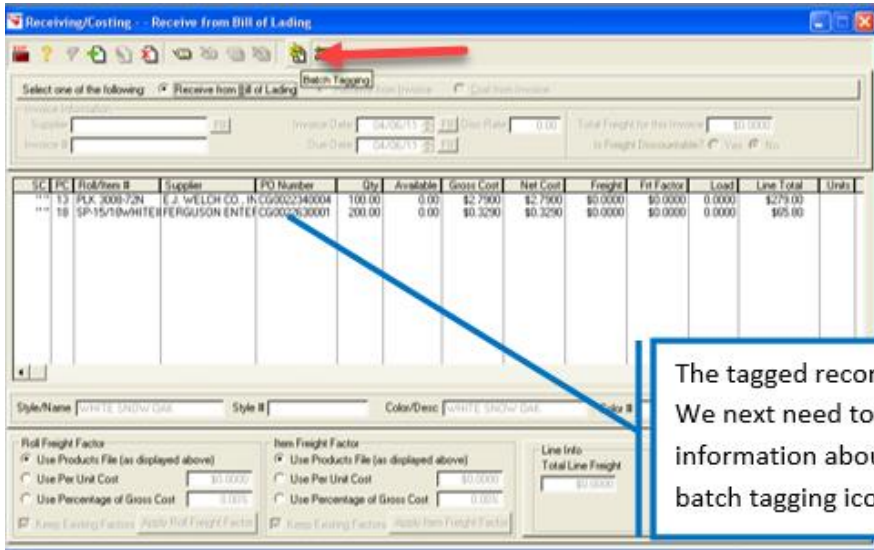 Receiving/Costing - - Receive from Bill of Lading
Batch Tagging
Select one of the following Receive from Bill of Lading Cost from Invoice
Invoice Information
Supplier Fill Invoice Date 04/06/11 Fill Disc Rate 0.00 Total Freight for this Invoice $0.0000
Invoice # Due Date 04/06/11 Fill Is Freight Discountable? Yes No
SC PC Roll/Item # Supplier PO Number Qty Available Gross Cost Net Cost Freight Frt Factor Load Line Total Units
"" 13 PLK 3008-72N E.J. WELCH CO., IN CG0022340004 100.00 0.00 $2.7900 $2.7900 $0.0000 $0.0000 0.0000 $279.00
"" 18 SP-15/18WHITE FERGUSON ENTEF CG0022630001 200.00 0.00 $0.3290 $0.3290 $0.0000 $0.0000 0.0000 $65.80
Style/Name WHITE SNOW OAK Style # Color/Desc WHITE SNOW OAK Color #
Roll Freight Factor
Use Products File (as displayed above)
Use Per Unit Cost $0.0000
Use Percentage of Gross Cost 0.00%
Keep Existing Factors Apply Roll Freight Factor
Item Freight Factor
Use Products File (as displayed above)
Use Per Unit Cost $0.0000
Use Percentage of Gross Cost 0.00%
Keep Existing Factors Apply Item Freight Factor
Line Info
Total Line Freight
$0.0000
The tagged recor
We next need to
information abou
batch tagging ico